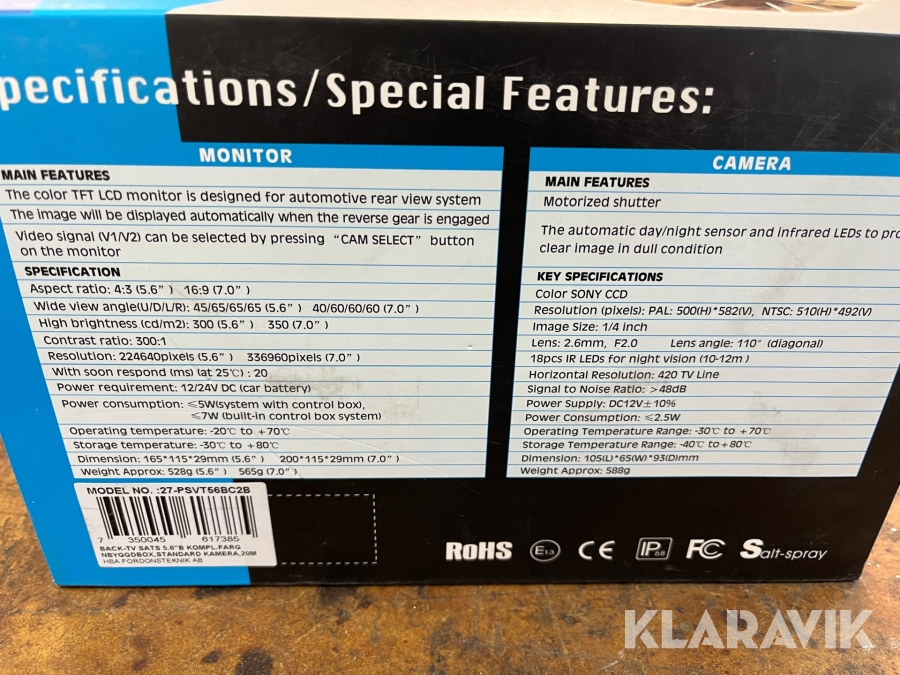 pecifications/Special Features:
MONITOR
MAIN FEATURES
The color TFT LCD monitor is designed for automotive rear view system
The image will be displayed automatically when the reverse gear is engaged
Video signal (V1/V2) can be selected by pressing “CAM SELECT” button
on the monitor
SPECIFICATION
Aspect ratio: 4:3 (5.6” ) 16:9 (7.0” )
Wide view angle(U/D/L/R): 45/65/65/65 (5.6” ) 40/60/60/60 (7.0” )
High brightness (cd/m2): 300 (5.6” ) 350 (7.0” )
Contrast ratio: 300:1
Resolution: 224640pixels (5.6” ) 336960pixels (7.0” )
With soon respond (ms) (at 25℃) : 20
Power requirement: 12/24V DC (car battery)
Power consumption: ≤5W(system with control box),
≤7W (built-in control box system)
Operating temperature: -20℃ to +70℃
Storage temperature: -30℃ to +80℃
Dimension: 165*115*29mm (5.6” ) 200*115*29mm (7.0” )
Weight Approx: 528g (5.6” ) 565g (7.0” )
CAMERA
MAIN FEATURES
Motorized shutter
The automatic day/night sensor and infrared LEDs to pro
clear image in dull condition
KEY SPECIFICATIONS
Color SONY CCD
Resolution (pixels): PAL: 500(H)*582(V), NTSC: 510(H)*492(V)
Image Size: 1/4 inch
Lens: 2.6mm, F2.0 Lens angle: 110° (diagonal)
18pcs IR LEDs for night vision (10-12m )
Horizontal Resolution: 420 TV Line
Signal to Noise Ratio: >48dB
Power Supply: DC12V±10%
Power Consumption: ≤2.5W
Operating Temperature Range: -30℃ to +70℃
Storage Temperature Range: -40℃ to+80℃
Dimension: 105(L)*65(W)*93(D)mm
Weight Approx: 588g
MODEL NO. :27-PSVT56BC2B
7 350045 617385
BACK-TV SATS 5,6"B KOMPL.FÄRG
NBYGGDBOX,STANDARD KAMERA,20M
HBA FORDONSTEKNIK AB
RoHS E13 CE IP68 FC Salt-spray
KLARAVIK